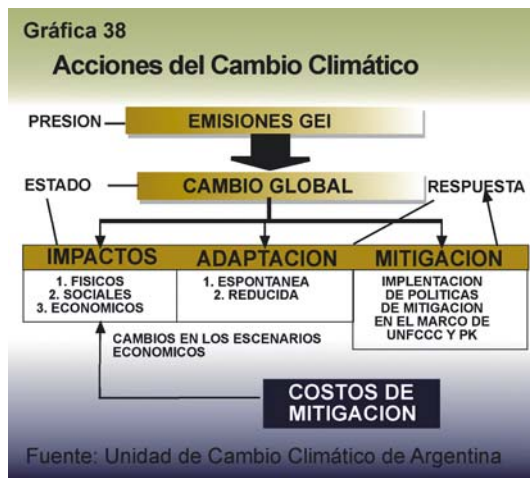 Gráfica 38
Acciones del Cambio Climático
PRESION
EMISIONES GEI
ESTADO
CAMBIO GLOBAL
RESPUESTA
IMPACTOS
1. FISICOS
2. SOCIALES
3. ECONOMICOS
ADAPTACION
1. ESPONTANEA
2. REDUCIDA
MITIGACION
IMPLENTACION
DE POLITICAS
DE MITIGACION
EN EL MARCO DE
UNFCCC Y PK
CAMBIOS EN LOS ESCENARIOS
ECONOMICOS
COSTOS DE
MITIGACION
Fuente: Unidad de Cambio Climático de Argentina